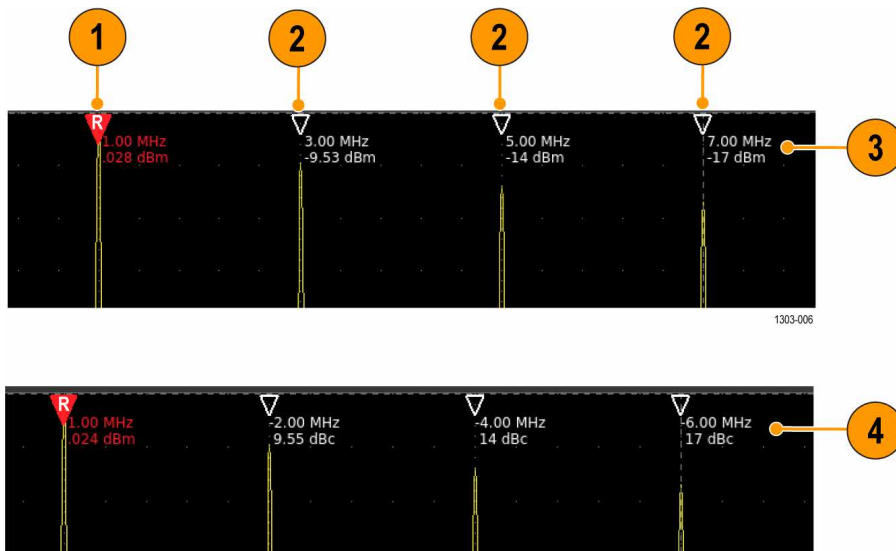 1
2
2
2
R
1.00 MHz
.028 dBm
3.00 MHz
-9.53 dBm
5.00 MHz
-14 dBm
7.00 MHz
-17 dBm
3
1303-006
R
1.00 MHz
.024 dBm
-2.00 MHz
9.55 dBc
-4.00 MHz
14 dBc
-6.00 MHz
17 dBc
4